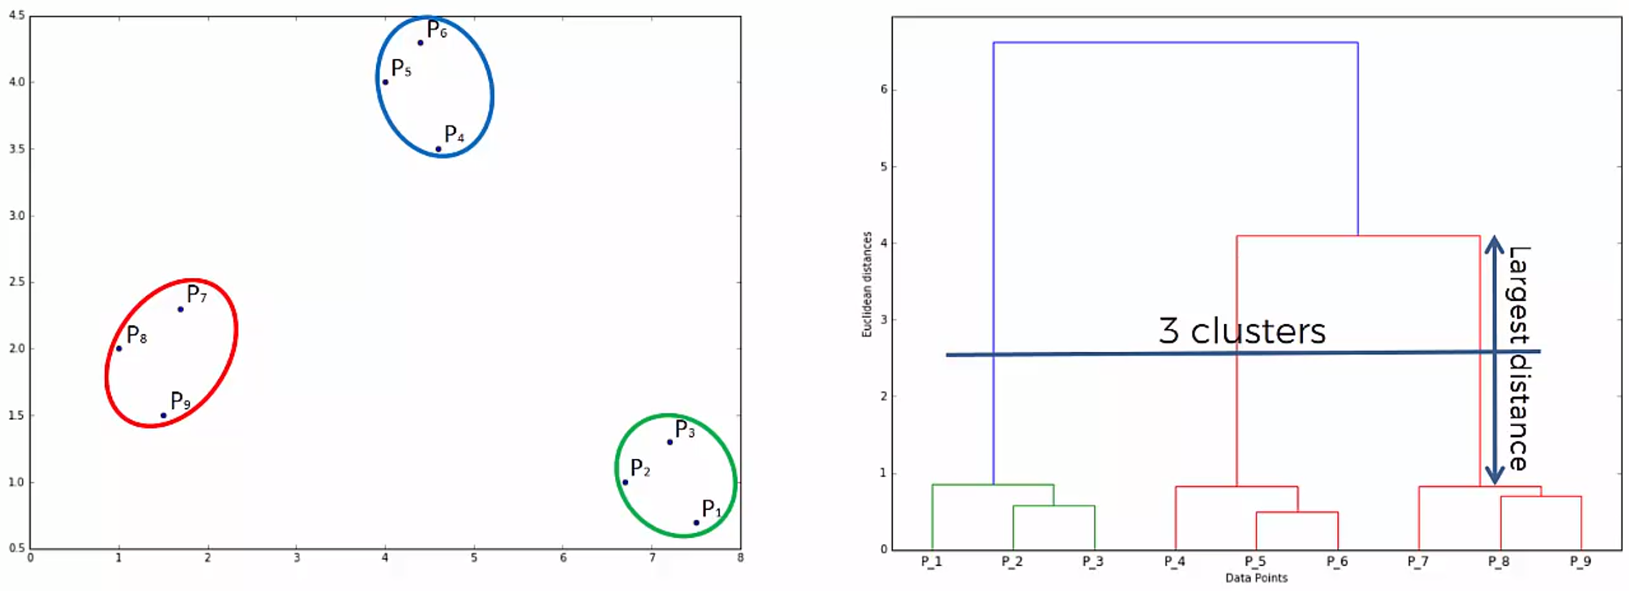 4.5
4.0
3.5
3.0
2.5
2.0
1.5
1.0
0.5
0 1 2 3 4 5 6 7 8
P₆
P₅
P₄
P₇
P₈
P₉
P₃
P₂
P₁
Euclidean distances
6
5
4
3
2
1
0
3 clusters
Largest distance
P_1 P_2 P_3 P_4 P_5 P_6 P_7 P_8 P_9
Data Points